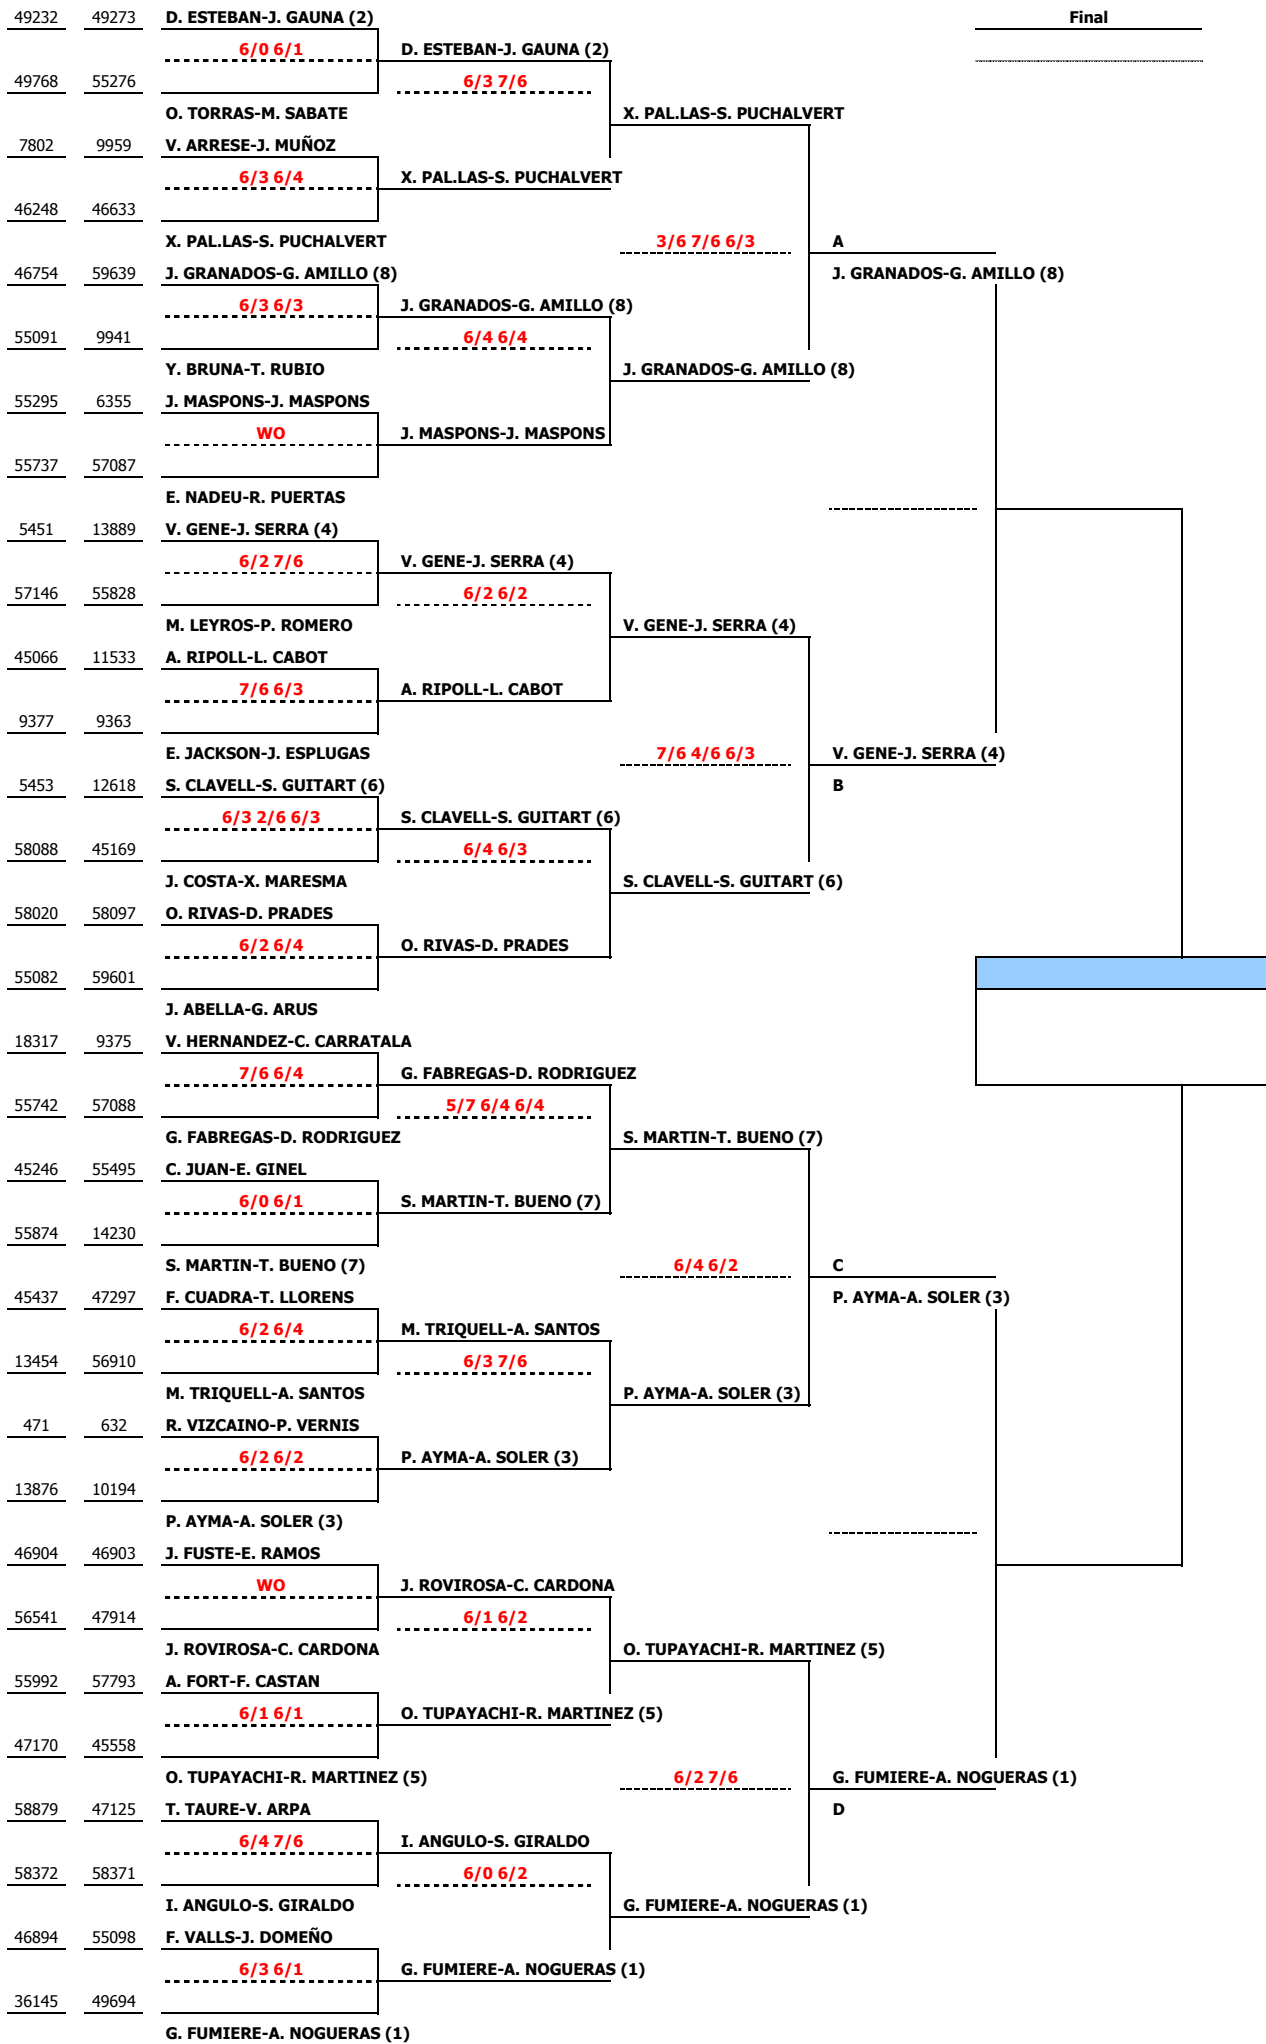 49232 49273 D. ESTEBAN-J. GAUNA (2) Final
6/0 6/1 D. ESTEBAN-J. GAUNA (2)
49768 55276 6/3 7/6
O. TORRAS-M. SABATE X. PAL.LAS-S. PUCHALVERT
7802 9959 V. ARRESE-J. MUÑOZ
6/3 6/4 X. PAL.LAS-S. PUCHALVERT
46248 46633
X. PAL.LAS-S. PUCHALVERT 3/6 7/6 6/3 A
46754 59639 J. GRANADOS-G. AMILLO (8) J. GRANADOS-G. AMILLO (8)
6/3 6/3 J. GRANADOS-G. AMILLO (8)
55091 9941 6/4 6/4
Y. BRUNA-T. RUBIO J. GRANADOS-G. AMILLO (8)
55295 6355 J. MASPONS-J. MASPONS
WO J. MASPONS-J. MASPONS
55737 57087
E. NADEU-R. PUERTAS
5451 13889 V. GENE-J. SERRA (4)
6/2 7/6 V. GENE-J. SERRA (4)
57146 55828 6/2 6/2
M. LEYROS-P. ROMERO V. GENE-J. SERRA (4)
45066 11533 A. RIPOLL-L. CABOT
7/6 6/3 A. RIPOLL-L. CABOT
9377 9363
E. JACKSON-J. ESPLUGAS 7/6 4/6 6/3 V. GENE-J. SERRA (4)
5453 12618 S. CLAVELL-S. GUITART (6) B
6/3 2/6 6/3 S. CLAVELL-S. GUITART (6)
58088 45169 6/4 6/3
J. COSTA-X. MARESMA S. CLAVELL-S. GUITART (6)
58020 58097 O. RIVAS-D. PRADES
6/2 6/4 O. RIVAS-D. PRADES
55082 59601
J. ABELLA-G. ARUS
18317 9375 V. HERNANDEZ-C. CARRATALA
7/6 6/4 G. FABREGAS-D. RODRIGUEZ
55742 57088 5/7 6/4 6/4
G. FABREGAS-D. RODRIGUEZ S. MARTIN-T. BUENO (7)
45246 55495 C. JUAN-E. GINEL
6/0 6/1 S. MARTIN-T. BUENO (7)
55874 14230
S. MARTIN-T. BUENO (7) 6/4 6/2 C
45437 47297 F. CUADRA-T. LLORENS P. AYMA-A. SOLER (3)
6/2 6/4 M. TRIQUELL-A. SANTOS
13454 56910 6/3 7/6
M. TRIQUELL-A. SANTOS P. AYMA-A. SOLER (3)
471 632 R. VIZCAINO-P. VERNIS
6/2 6/2 P. AYMA-A. SOLER (3)
13876 10194
P. AYMA-A. SOLER (3)
46904 46903 J. FUSTE-E. RAMOS
WO J. ROVIROSA-C. CARDONA
56541 47914 6/1 6/2
J. ROVIROSA-C. CARDONA O. TUPAYACHI-R. MARTINEZ (5)
55992 57793 A. FORT-F. CASTAN
6/1 6/1 O. TUPAYACHI-R. MARTINEZ (5)
47170 45558
O. TUPAYACHI-R. MARTINEZ (5) 6/2 7/6 G. FUMIERE-A. NOGUERAS (1)
58879 47125 T. TAURE-V. ARPA D
6/4 7/6 I. ANGULO-S. GIRALDO
58372 58371 6/0 6/2
I. ANGULO-S. GIRALDO G. FUMIERE-A. NOGUERAS (1)
46894 55098 F. VALLS-J. DOMEÑO
6/3 6/1 G. FUMIERE-A. NOGUERAS (1)
36145 49694
G. FUMIERE-A. NOGUERAS (1)